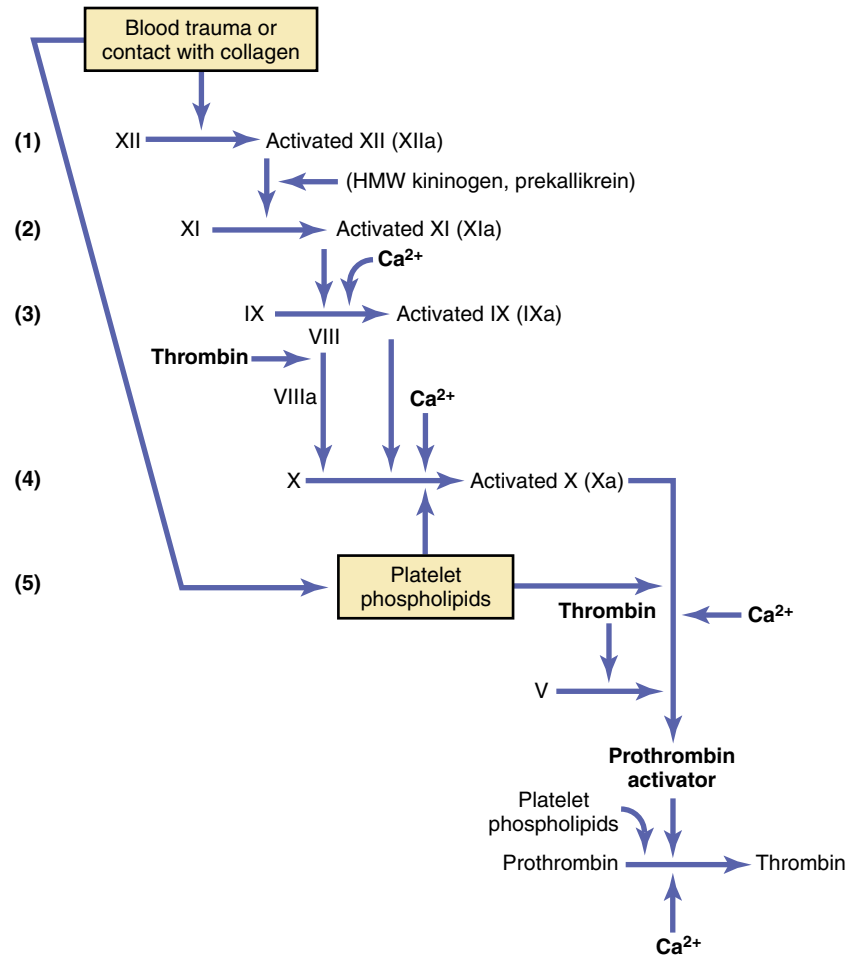 Blood trauma or
contact with collagen
(1)
XII
Activated XII (XIIa)
(HMW kininogen, prekallikrein)
(2)
XI
Activated XI (XIa)
Ca²⁺
(3)
IX
Activated IX (IXa)
VIII
Thrombin
VIIIa
Ca²⁺
(4)
X
Activated X (Xa)
(5)
Platelet
phospholipids
Thrombin
Ca²⁺
V
Prothrombin
activator
Platelet
phospholipids
Prothrombin
Thrombin
Ca²⁺